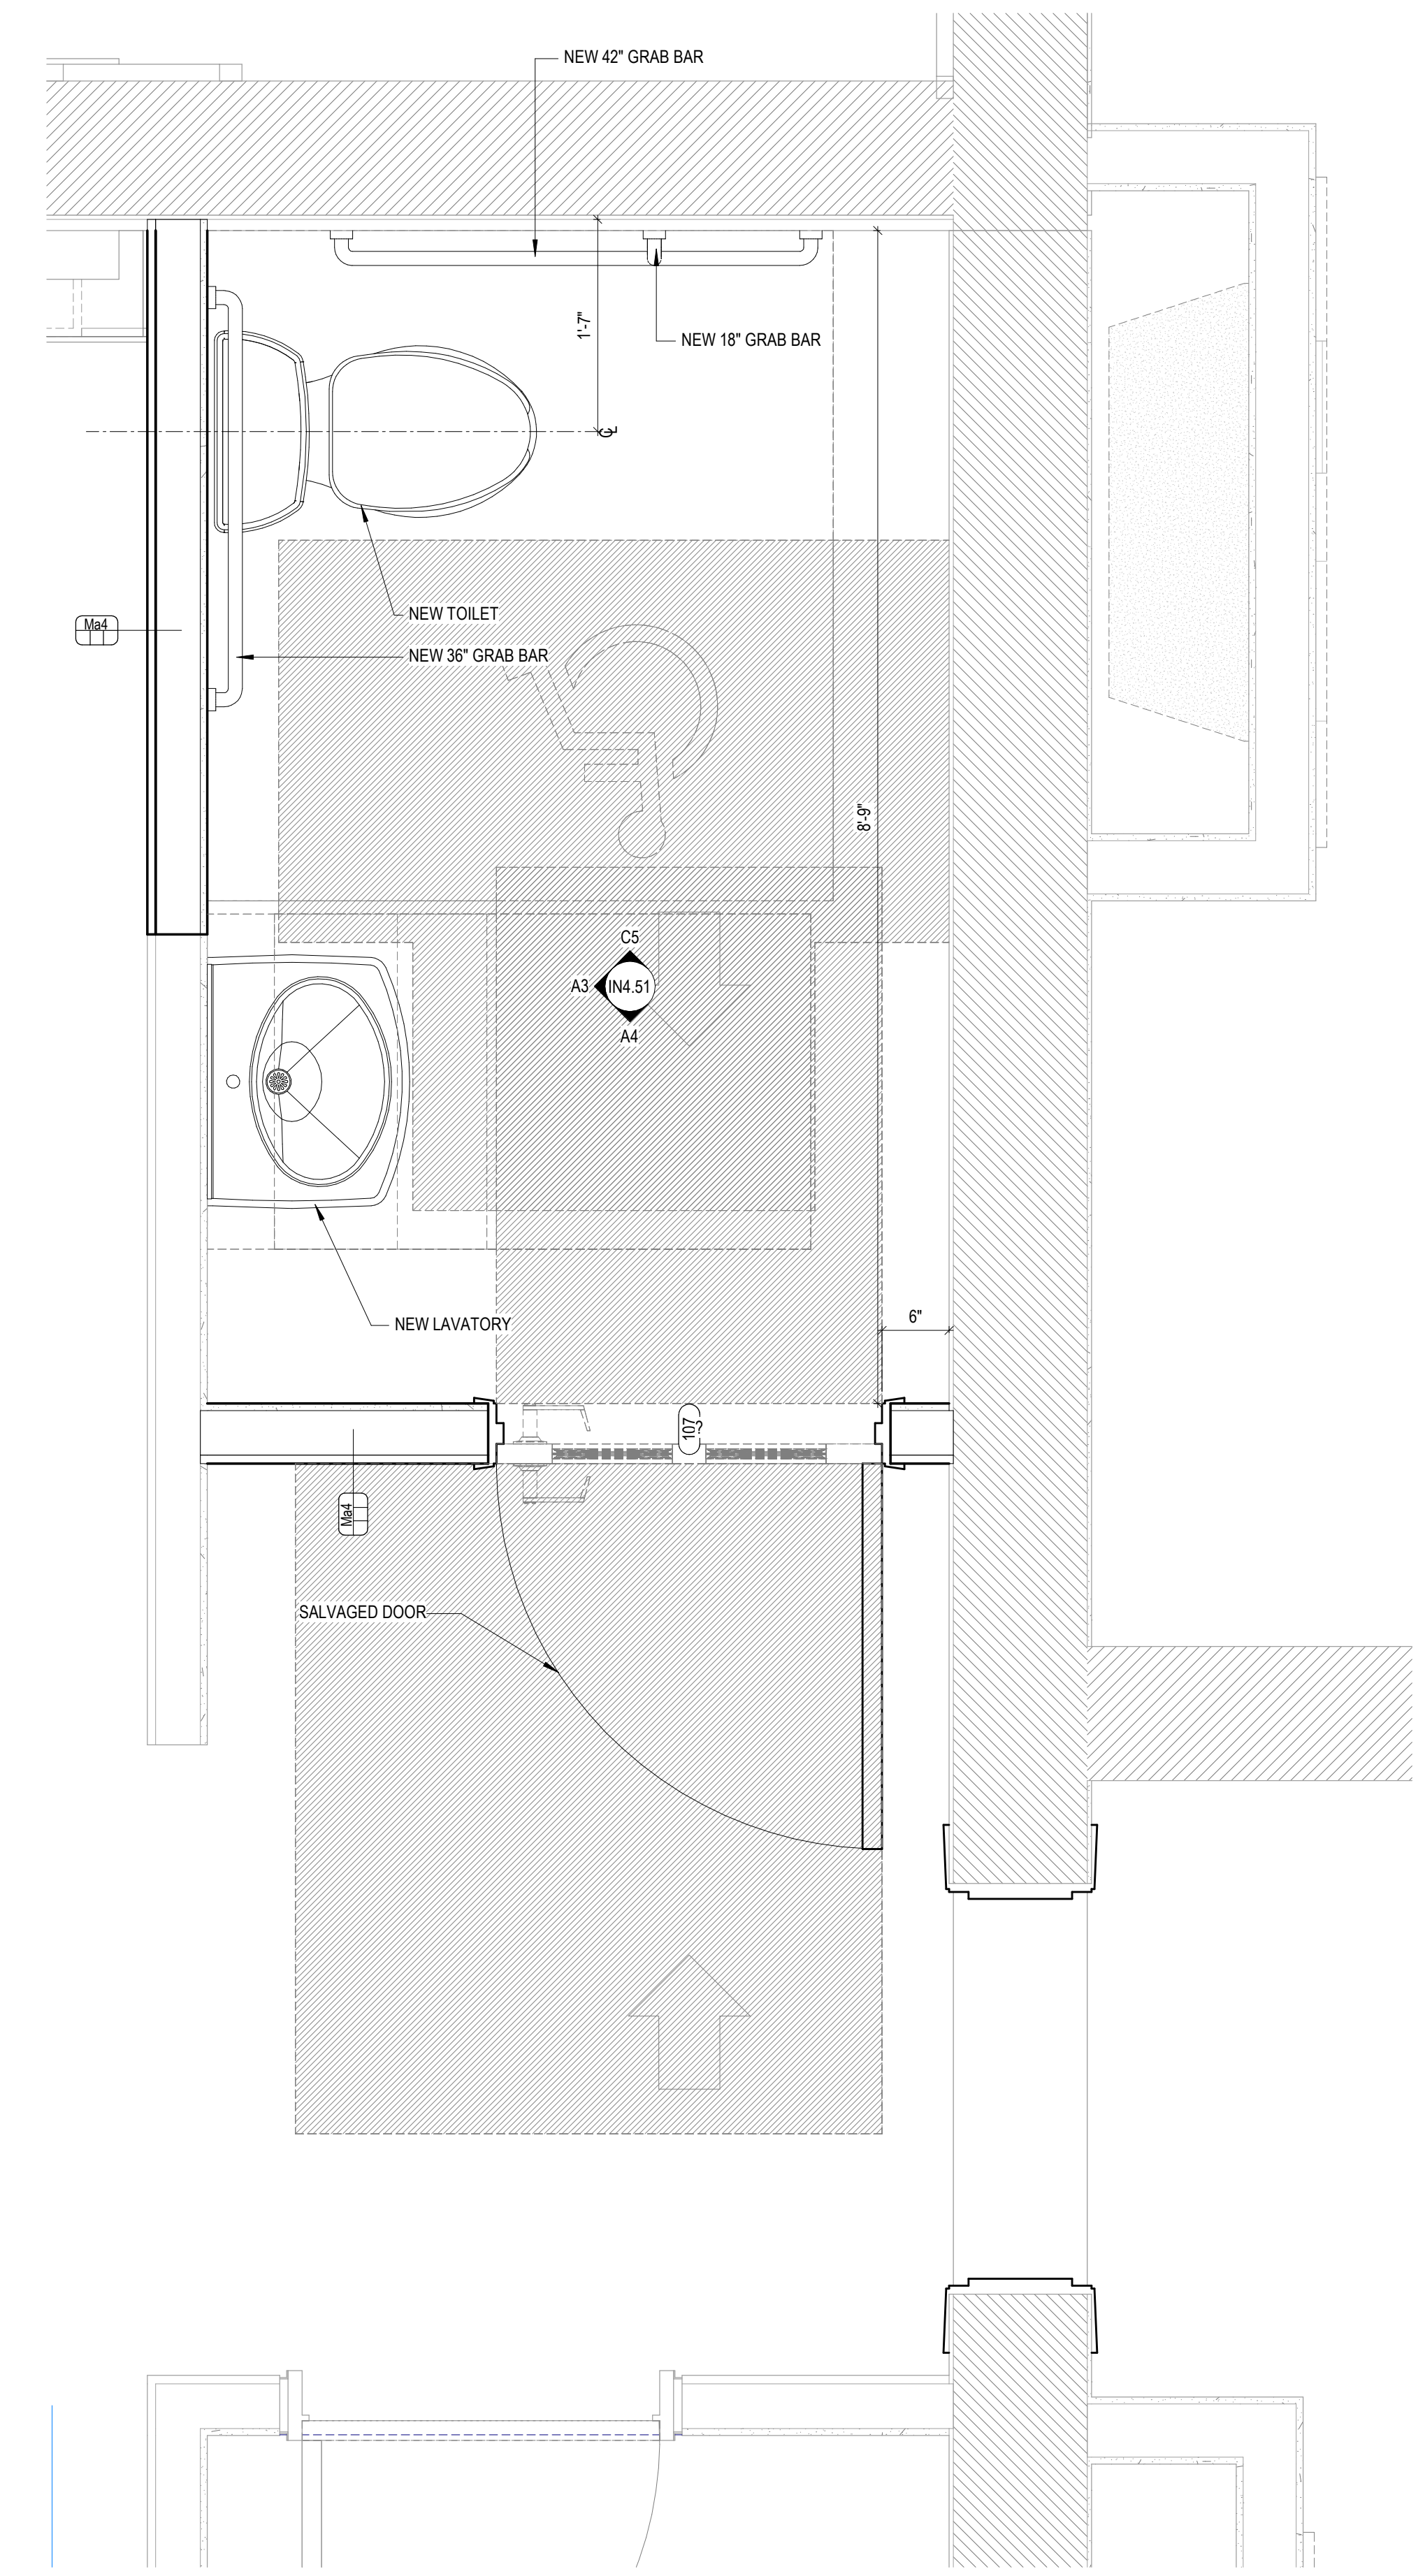 NEW 42" GRAB BAR
1'-7"
NEW 18" GRAB BAR
℄
NEW TOILET
Ma4
NEW 36" GRAB BAR
8'-9"
C5
A3
IN4.51
A4
6"
NEW LAVATORY
107
?
Ma4
SALVAGED DOOR